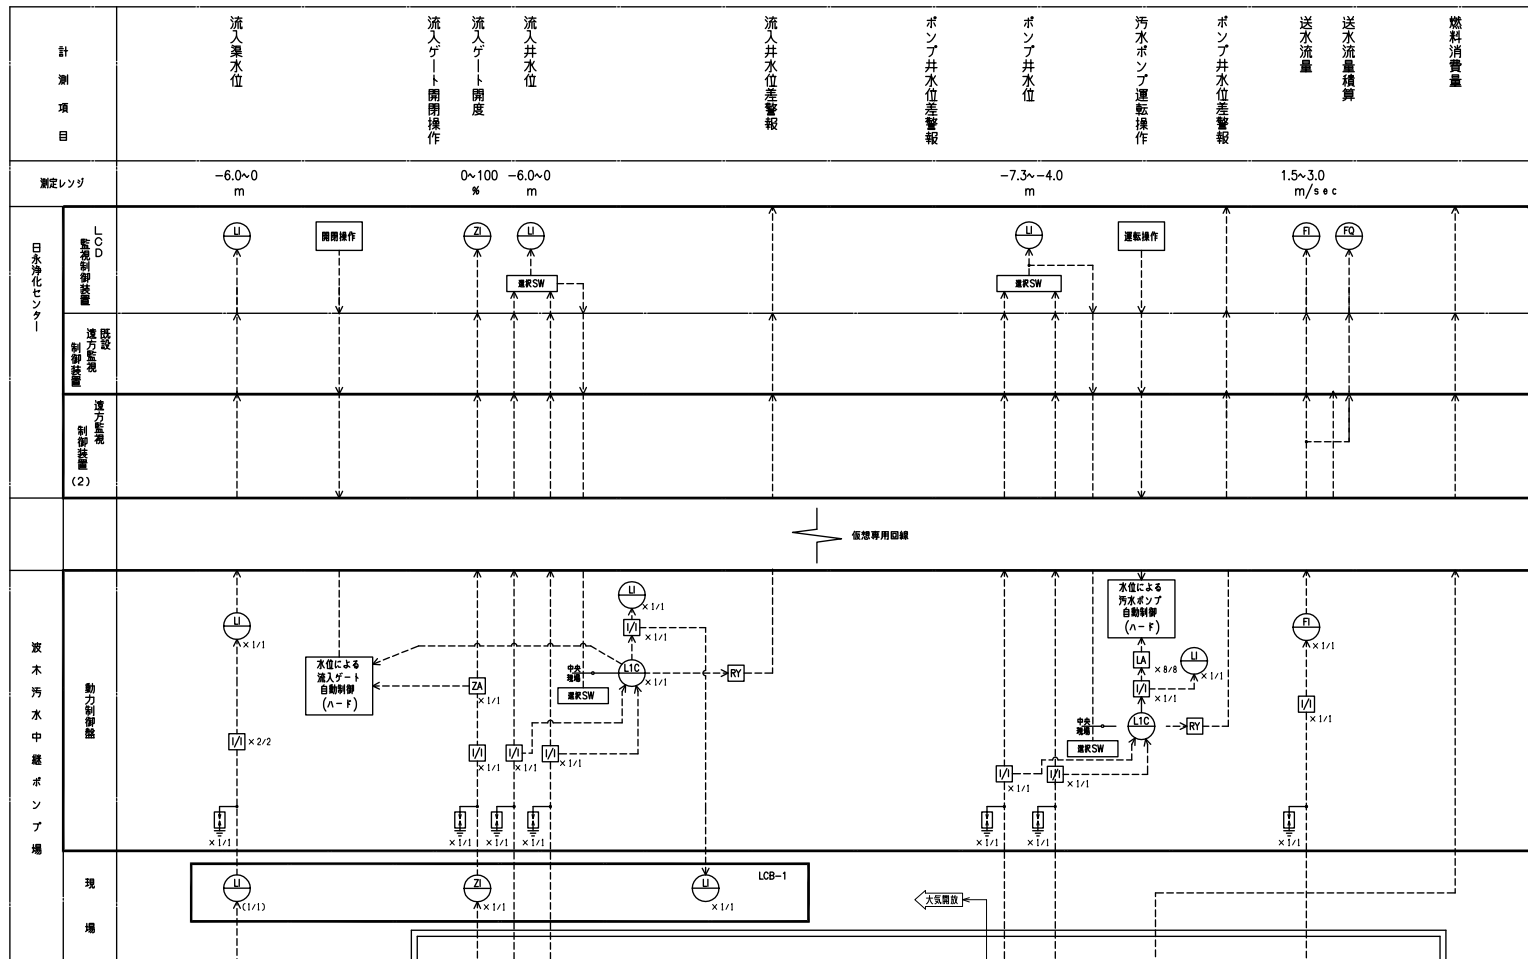 計測項目
流入渠水位
流入ゲート開閉操作
流入ゲート開度
流入井水位
流入井水位差警報
ポンプ井水位差警報
ポンプ井水位
汚水ポンプ運転操作
ポンプ井水位差警報
送水流量
送水流量積算
燃料消費量
測定レンジ
-6.0~0
m
0~100
%
-6.0~0
m
-7.3~-4.0
m
1.5~3.0
m/sec
日永浄化センター
LCD
監視制御装置
LI
開閉操作
ZI
LI
選択SW
LI
選択SW
運転操作
FI
FQ
既設
遠方監視
制御装置
遠方監視
制御装置
(2)
仮想専用回線
波木汚水中継ポンプ場
動力制御盤
LI
×1/1
I/I
×2/2
×1/1
水位による
流入ゲート
自動制御
(ハード)
ZA
×1/1
I/I
×1/1
×1/1
I/I
×1/1
×1/1
I/I
×1/1
×1/1
中央
現場
選択SW
LI
×1/1
I/I
×1/1
L1C
×1/1
RY
水位による
汚水ポンプ
自動制御
(ハード)
LA
×8/8
LI
×1/1
I/I
×1/1
中央
現場
選択SW
L1C
RY
I/I
×1/1
×1/1
I/I
×1/1
×1/1
FI
×1/1
I/I
×1/1
×1/1
現場
LCB-1
LI
(1/1)
ZI
×1/1
LI
×1/1
大気開放